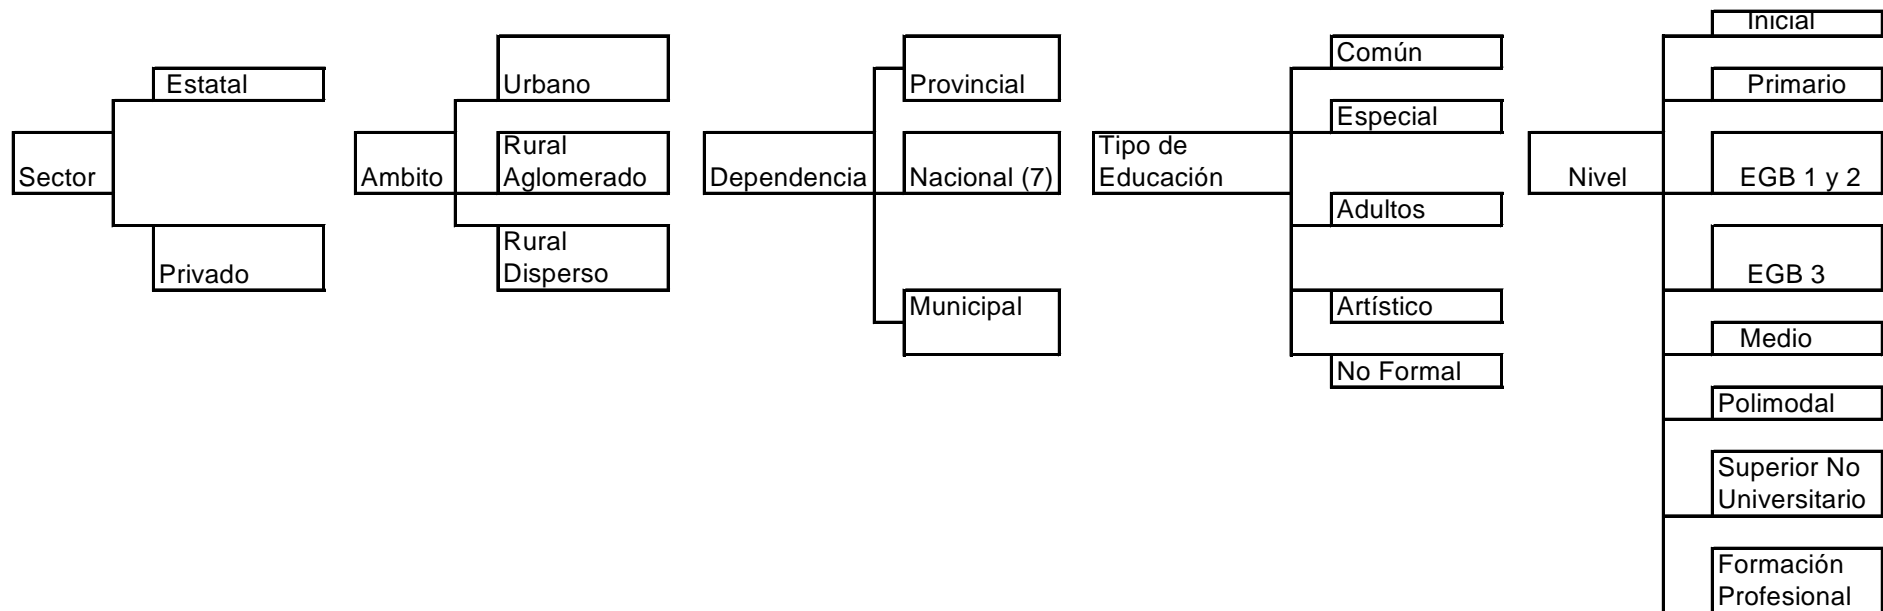 Sector
Estatal
Privado
Ambito
Urbano
Rural
Aglomerado
Rural
Disperso
Dependencia
Provincial
Nacional (7)
Municipal
Tipo de
Educación
Común
Especial
Adultos
Artístico
No Formal
Nivel
Inicial
Primario
EGB 1 y 2
EGB 3
Medio
Polimodal
Superior No
Universitario
Formación
Profesional